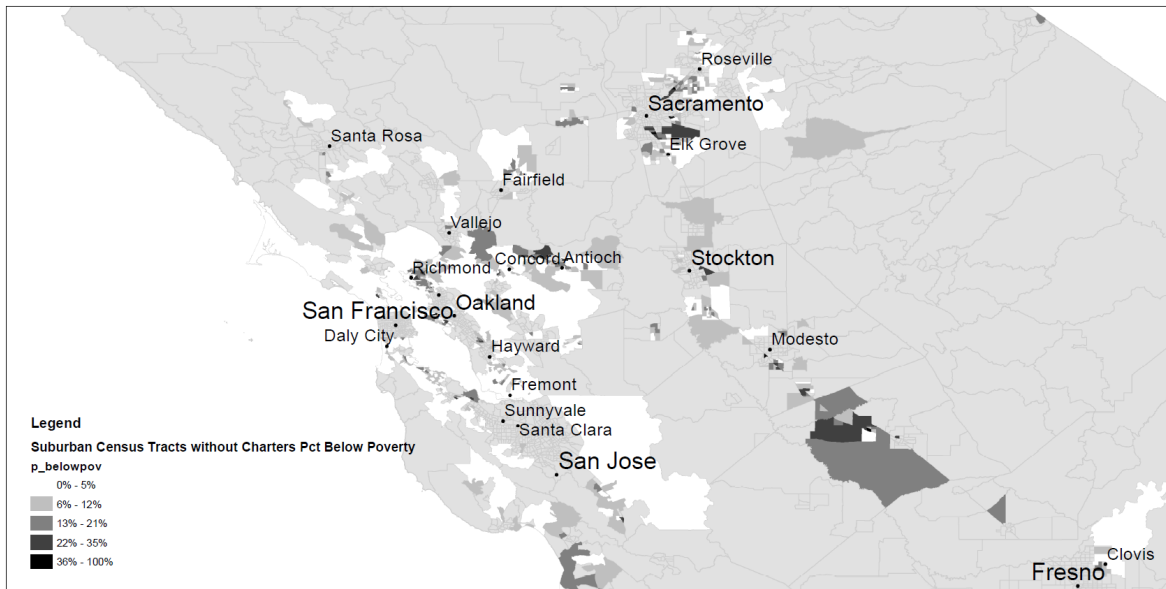 Roseville
Sacramento
Santa Rosa
Elk Grove
Fairfield
Vallejo
Concord
Antioch
Stockton
Richmond
San Francisco
Oakland
Daly City
Modesto
Hayward
Fremont
Sunnyvale
Santa Clara
San Jose
Clovis
Fresno
Legend
Suburban Census Tracts without Charters Pct Below Poverty
p_belowpov
0% - 5%
6% - 12%
13% - 21%
22% - 35%
36% - 100%